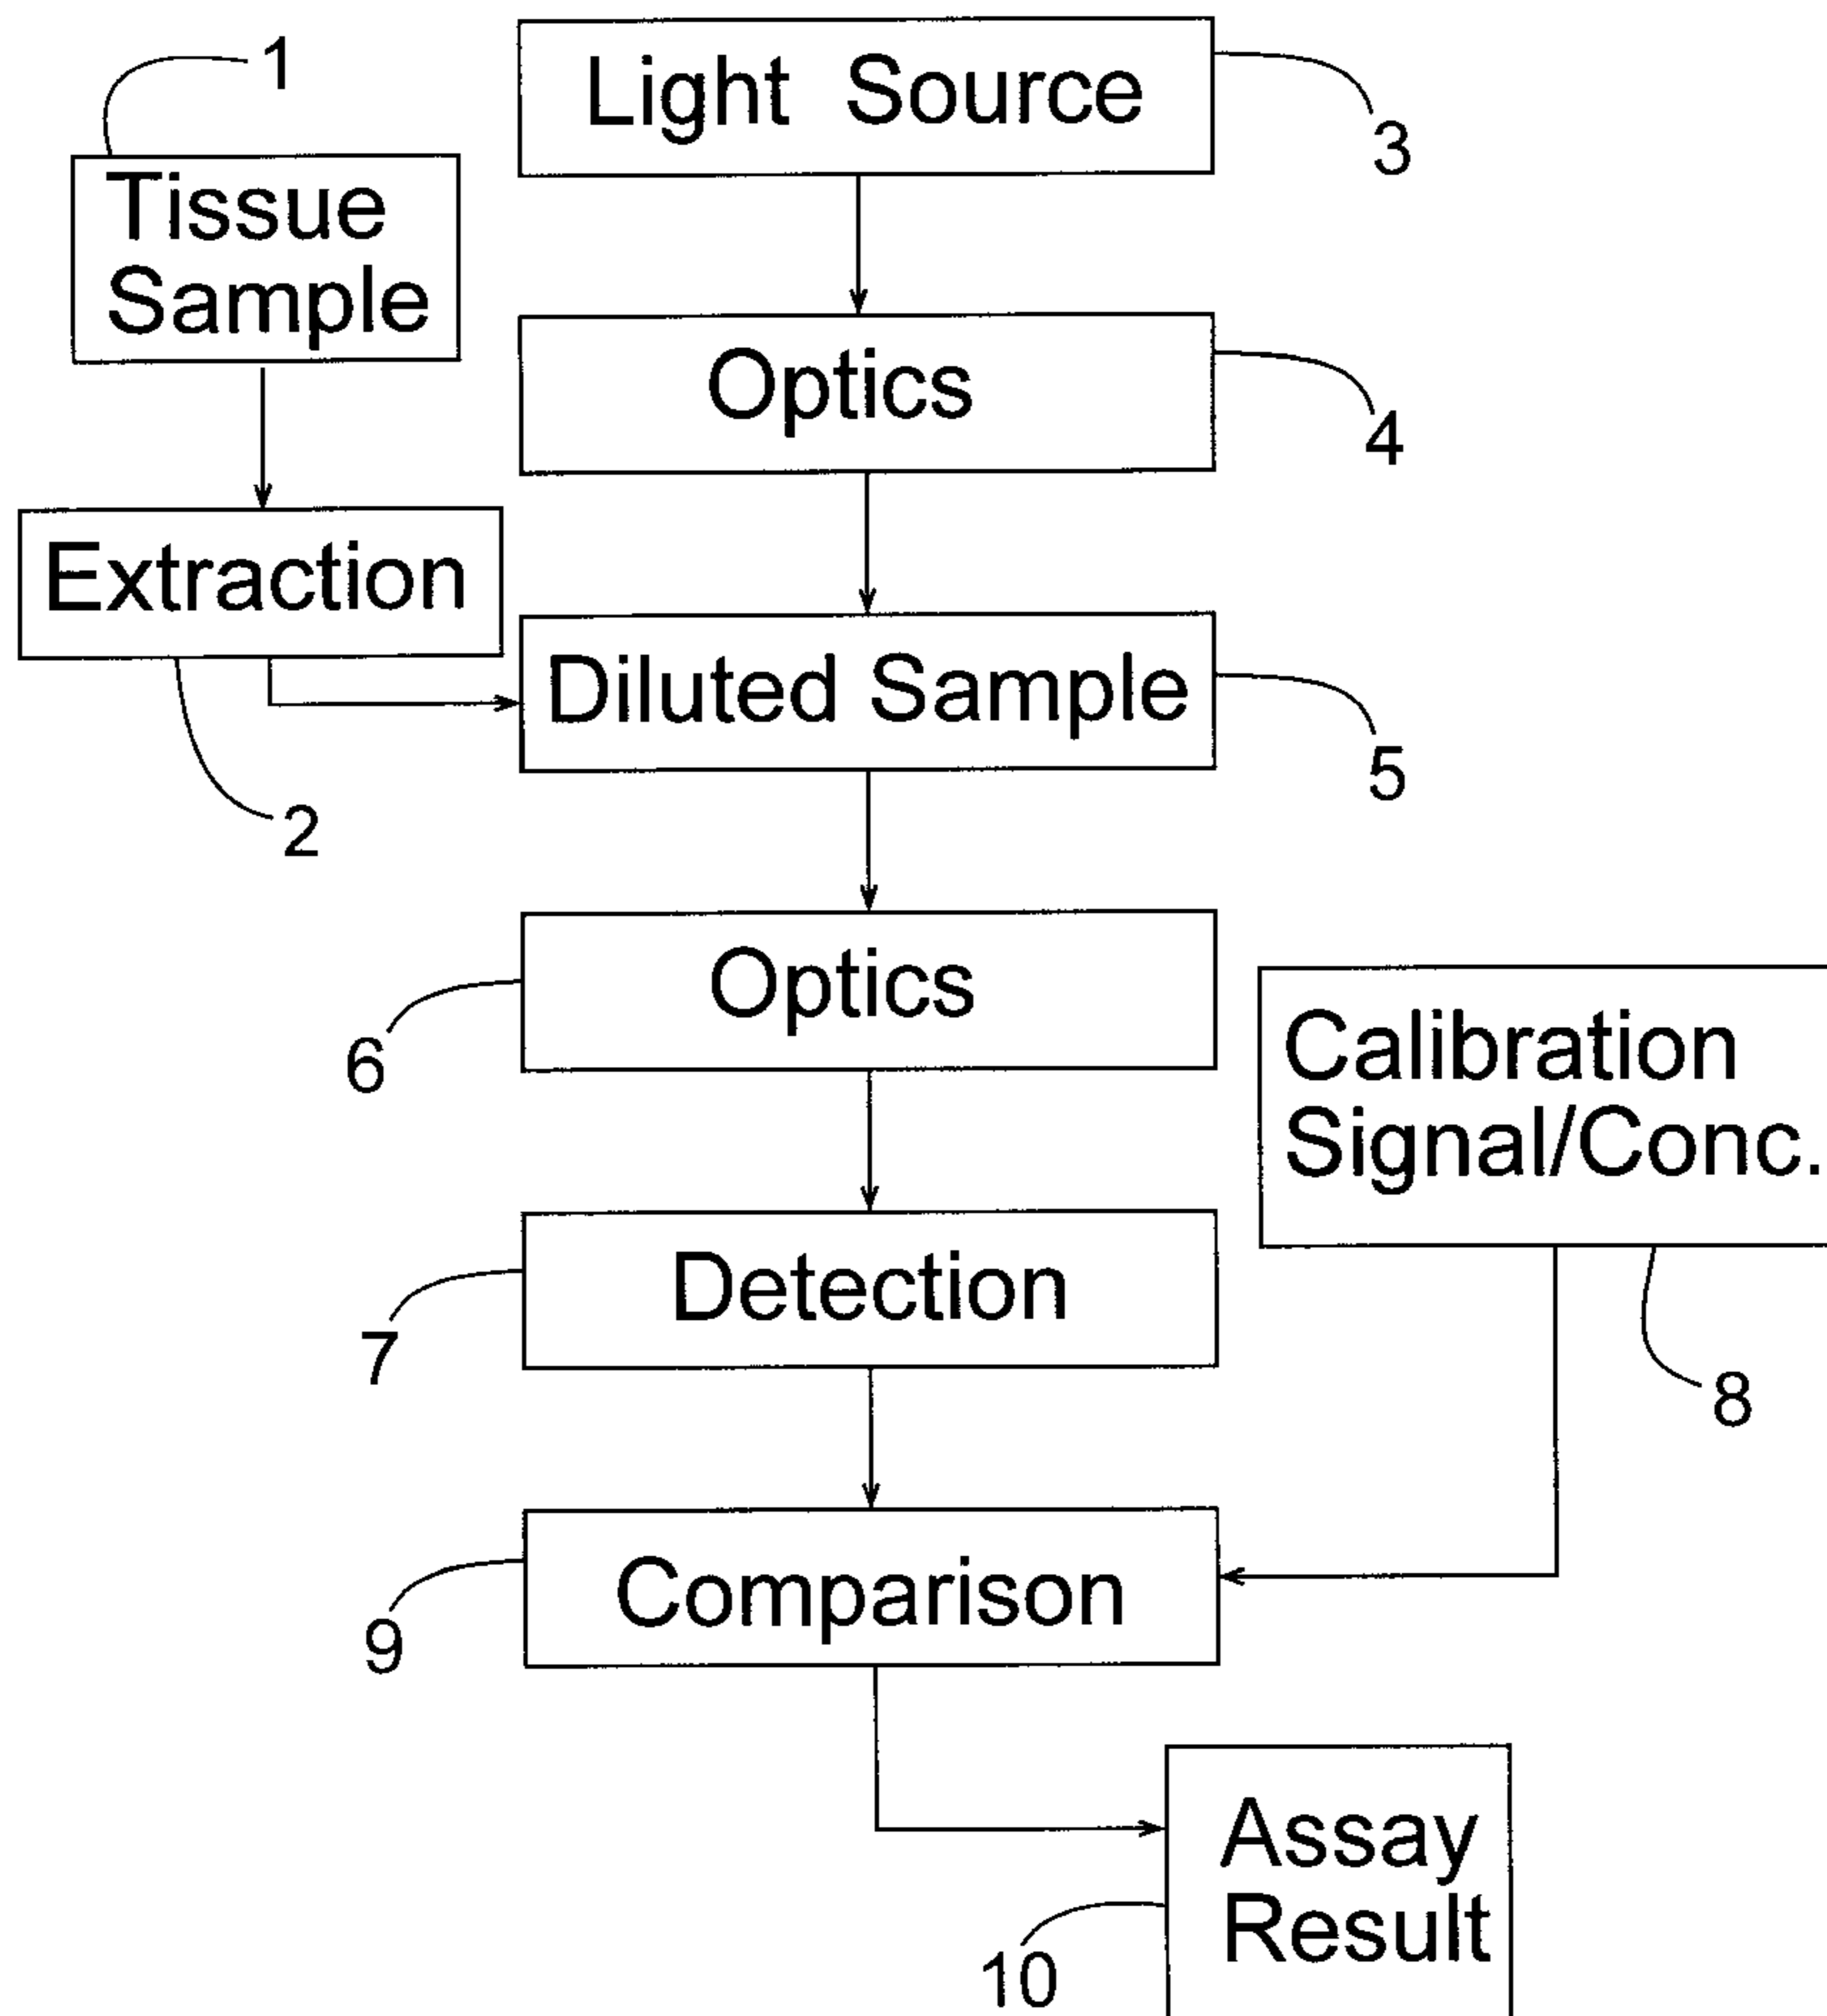 1
Light Source
3
Tissue
Sample
Optics
4
Extraction
Diluted Sample
5
2
Optics
6
Calibration
Signal/Conc.
Detection
7
8
Comparison
9
Assay
Result
10